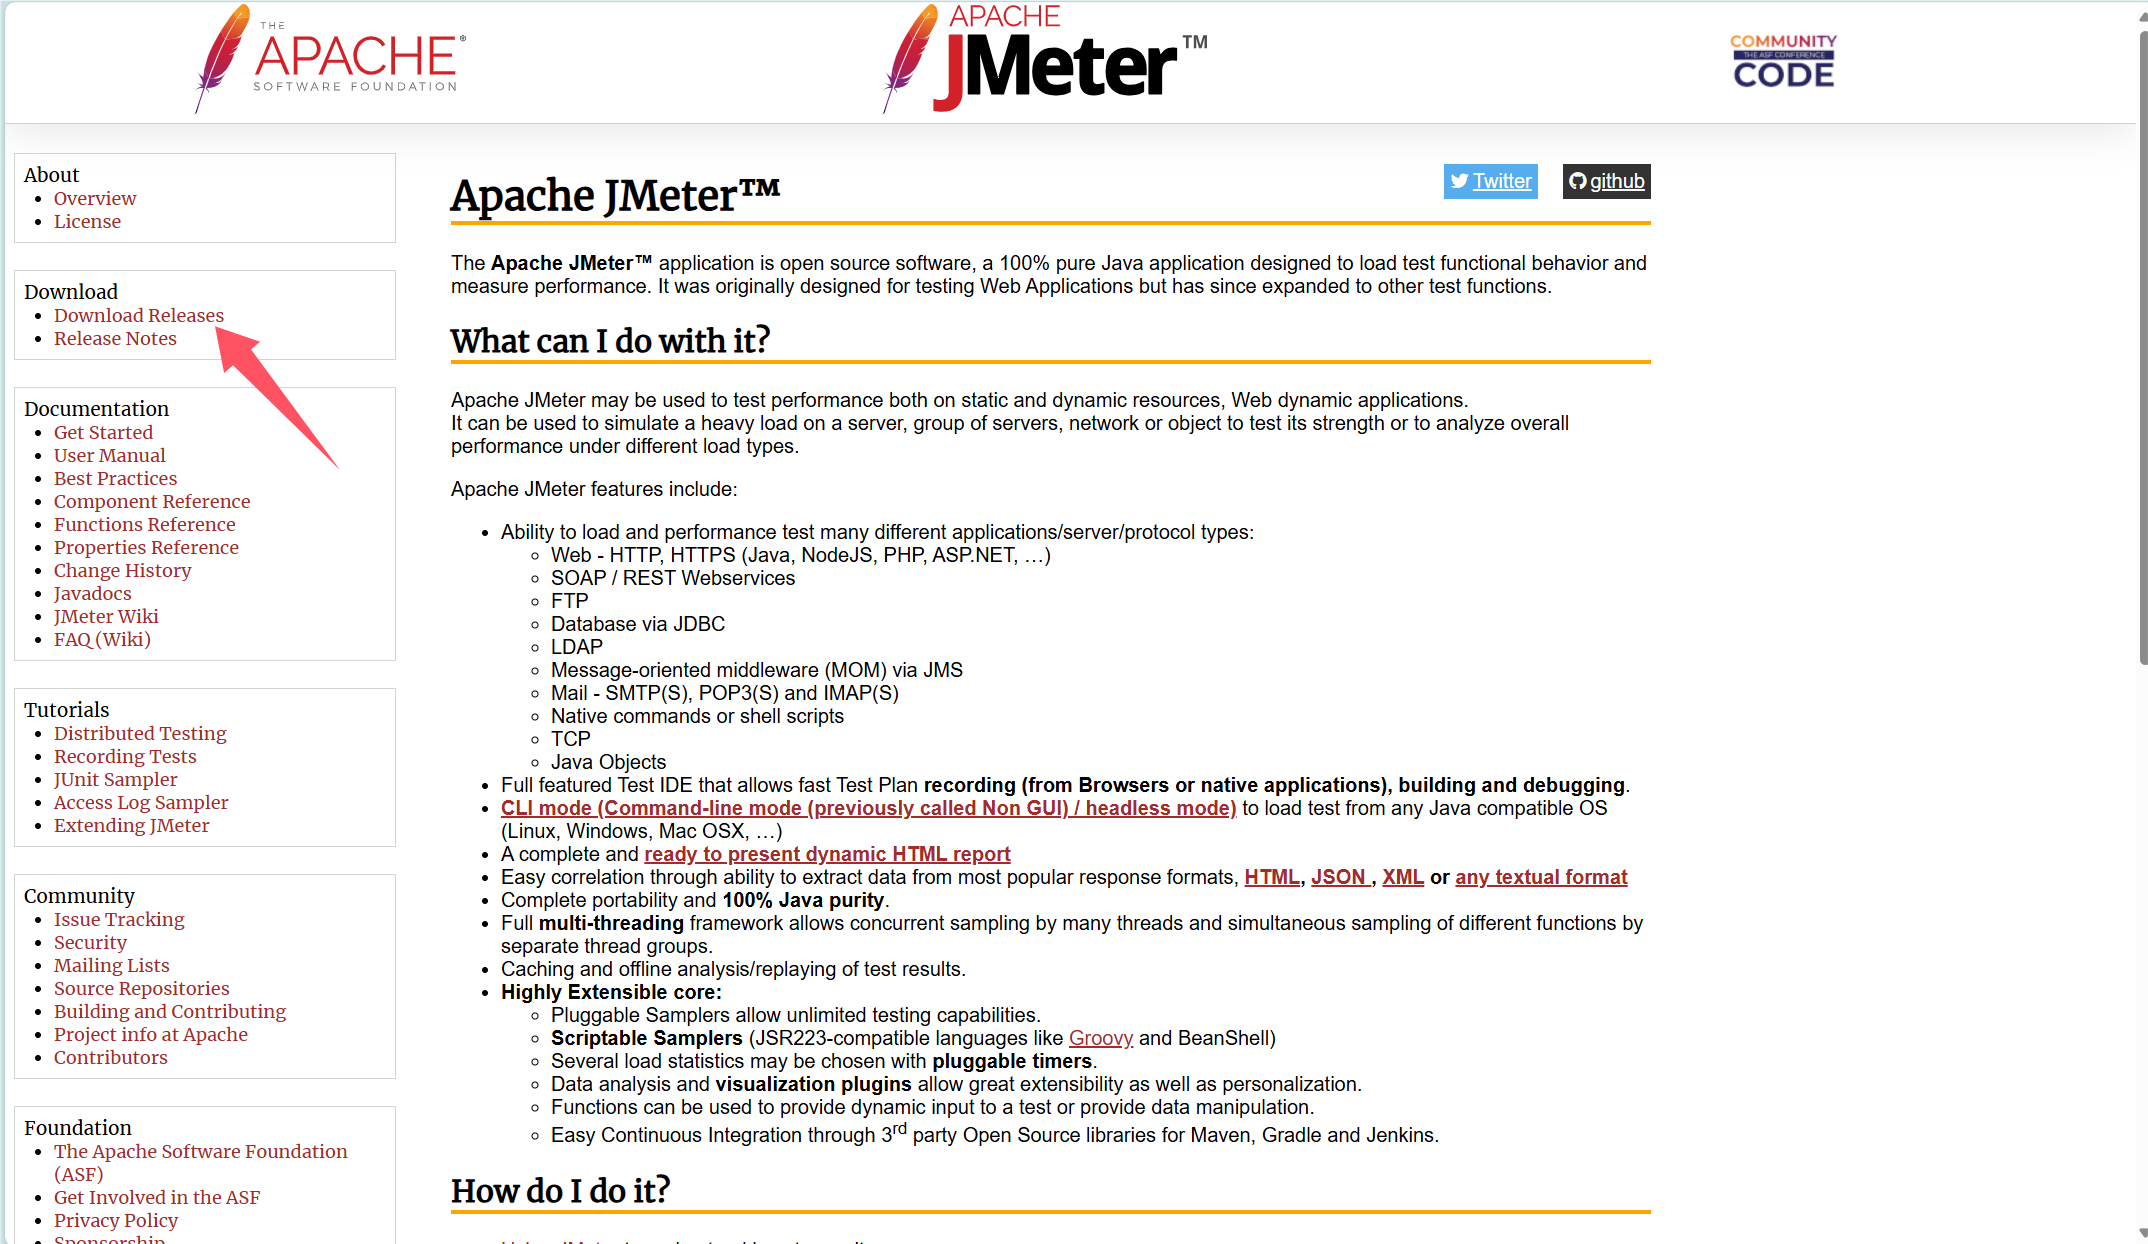 THE
APACHE®
SOFTWARE FOUNDATION
APACHE
JMeter™
COMMUNITY
THE ASF CONFERENCE
CODE
About
Overview
License
Download
Download Releases
Release Notes
Documentation
Get Started
User Manual
Best Practices
Component Reference
Functions Reference
Properties Reference
Change History
Javadocs
JMeter Wiki
FAQ (Wiki)
Tutorials
Distributed Testing
Recording Tests
JUnit Sampler
Access Log Sampler
Extending JMeter
Community
Issue Tracking
Security
Mailing Lists
Source Repositories
Building and Contributing
Project info at Apache
Contributors
Foundation
The Apache Software Foundation
(ASF)
Get Involved in the ASF
Privacy Policy
Sponsorship
Apache JMeter™
Twitter
github
The Apache JMeter™ application is open source software, a 100% pure Java application designed to load test functional behavior and
measure performance. It was originally designed for testing Web Applications but has since expanded to other test functions.
What can I do with it?
Apache JMeter may be used to test performance both on static and dynamic resources, Web dynamic applications.
It can be used to simulate a heavy load on a server, group of servers, network or object to test its strength or to analyze overall
performance under different load types.
Apache JMeter features include:
Ability to load and performance test many different applications/server/protocol types:
Web - HTTP, HTTPS (Java, NodeJS, PHP, ASP.NET, …)
SOAP / REST Webservices
FTP
Database via JDBC
LDAP
Message-oriented middleware (MOM) via JMS
Mail - SMTP(S), POP3(S) and IMAP(S)
Native commands or shell scripts
TCP
Java Objects
Full featured Test IDE that allows fast Test Plan recording (from Browsers or native applications), building and debugging.
CLI mode (Command-line mode (previously called Non GUI) / headless mode) to load test from any Java compatible OS
(Linux, Windows, Mac OSX, …)
A complete and ready to present dynamic HTML report
Easy correlation through ability to extract data from most popular response formats, HTML, JSON , XML or any textual format
Complete portability and 100% Java purity.
Full multi-threading framework allows concurrent sampling by many threads and simultaneous sampling of different functions by
separate thread groups.
Caching and offline analysis/replaying of test results.
Highly Extensible core:
Pluggable Samplers allow unlimited testing capabilities.
Scriptable Samplers (JSR223-compatible languages like Groovy and BeanShell)
Several load statistics may be chosen with pluggable timers.
Data analysis and visualization plugins allow great extensibility as well as personalization.
Functions can be used to provide dynamic input to a test or provide data manipulation.
Easy Continuous Integration through 3rd party Open Source libraries for Maven, Gradle and Jenkins.
How do I do it?